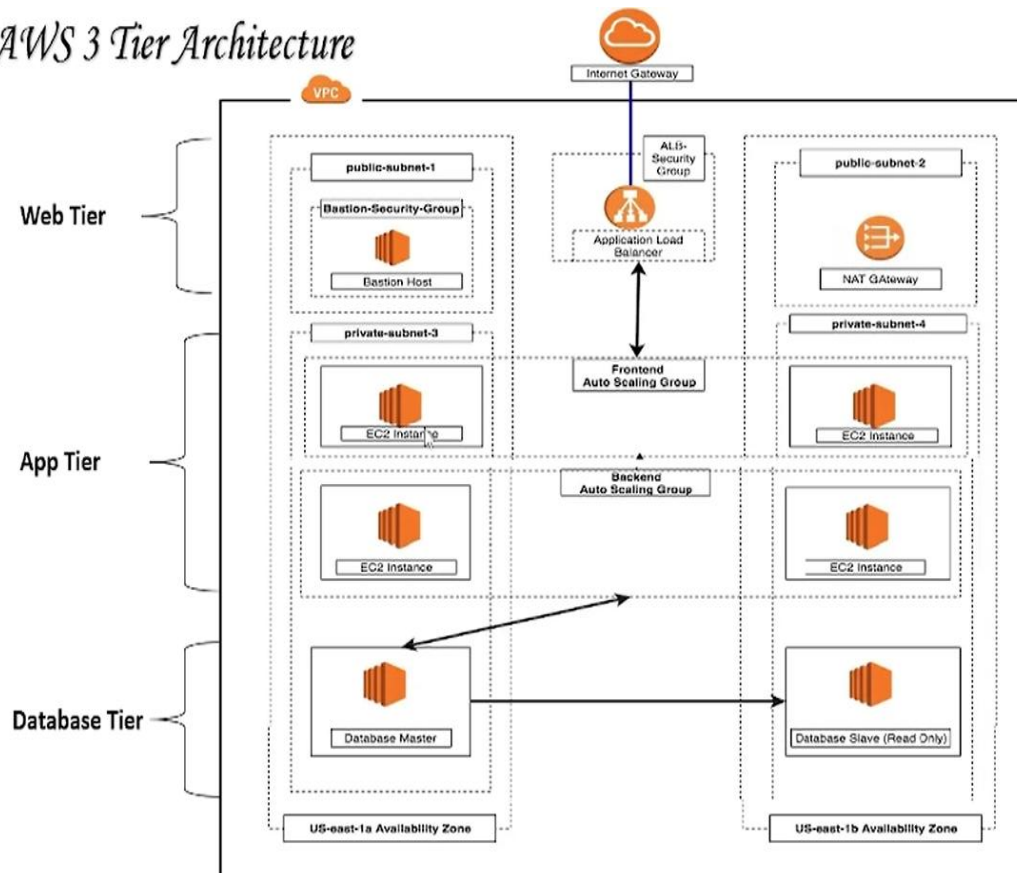 AWS 3 Tier Architecture
Internet Gateway
VPC
ALB-
Security
Group
public-subnet-1
public-subnet-2
Web Tier
Bastion-Security-Group
Application Load
Balancer
Bastion Host
NAT GAteway
private-subnet-3
private-subnet-4
Frontend
Auto Scaling Group
EC2 Instance
EC2 Instance
App Tier
Backend
Auto Scaling Group
EC2 Instance
EC2 Instance
Database Tier
Database Master
Database Slave (Read Only)
US-east-1a Availability Zone
US-east-1b Availability Zone